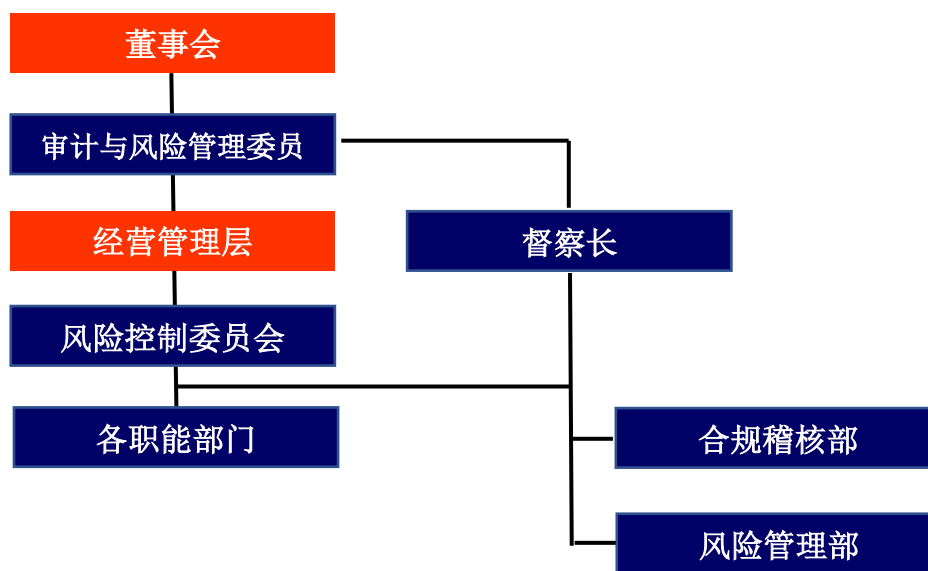 董事会
审计与风险管理委员
经营管理层
督察长
风险控制委员会
各职能部门
合规稽核部
风险管理部